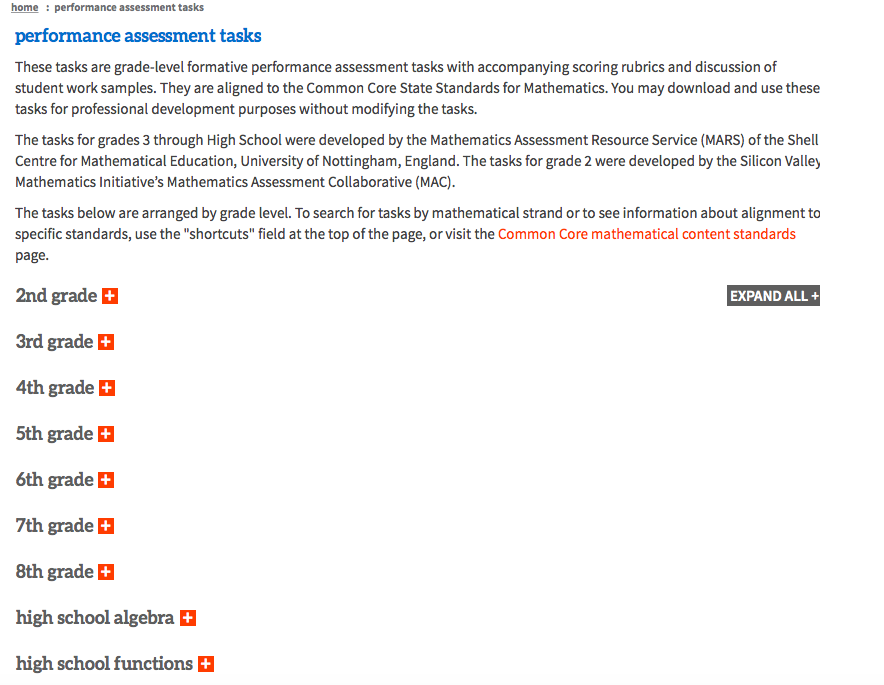 home : performance assessment tasks
performance assessment tasks
These tasks are grade-level formative performance assessment tasks with accompanying scoring rubrics and discussion of
student work samples. They are aligned to the Common Core State Standards for Mathematics. You may download and use these
tasks for professional development purposes without modifying the tasks.
The tasks for grades 3 through High School were developed by the Mathematics Assessment Resource Service (MARS) of the Shell
Centre for Mathematical Education, University of Nottingham, England. The tasks for grade 2 were developed by the Silicon Valley
Mathematics Initiative’s Mathematics Assessment Collaborative (MAC).
The tasks below are arranged by grade level. To search for tasks by mathematical strand or to see information about alignment to
specific standards, use the "shortcuts" field at the top of the page, or visit the Common Core mathematical content standards
page.
2nd grade +
EXPAND ALL +
3rd grade +
4th grade +
5th grade +
6th grade +
7th grade +
8th grade +
high school algebra +
high school functions +